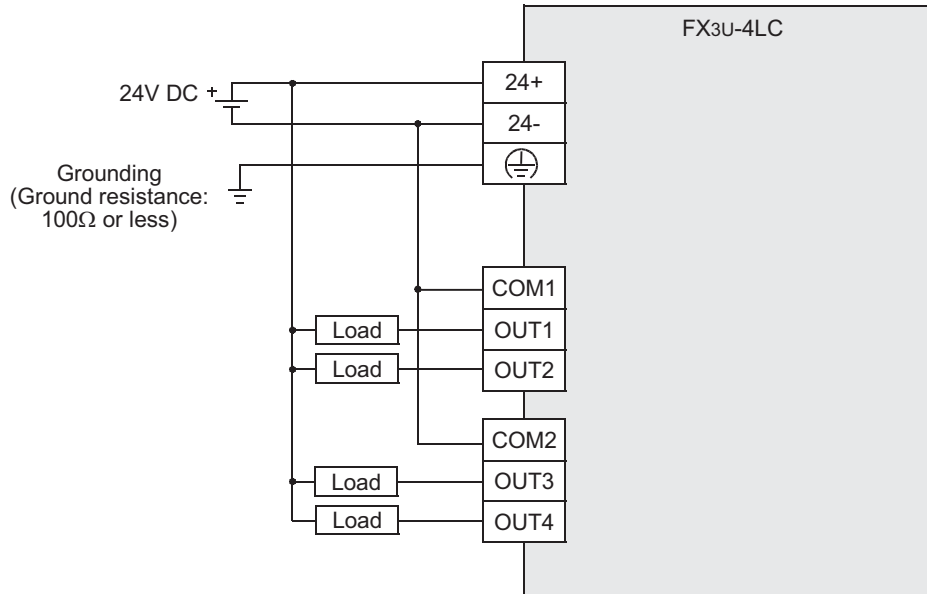 FX3U-4LC
24V DC +
24+
24-
Grounding
(Ground resistance:
100Ω or less)
COM1
Load OUT1
Load OUT2
COM2
Load OUT3
Load OUT4